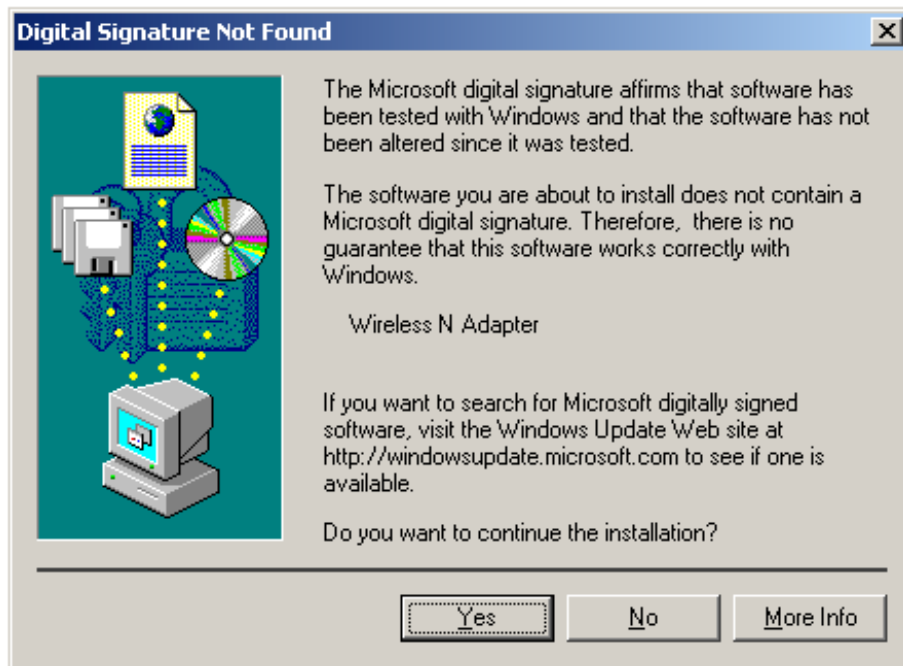 Digital Signature Not Found
The Microsoft digital signature affirms that software has
been tested with Windows and that the software has not
been altered since it was tested.
The software you are about to install does not contain a
Microsoft digital signature. Therefore,  there is no
guarantee that this software works correctly with
Windows.
Wireless N Adapter
If you want to search for Microsoft digitally signed
software, visit the Windows Update Web site at
http://windowsupdate.microsoft.com to see if one is
available.
Do you want to continue the installation?
Yes
No
More Info